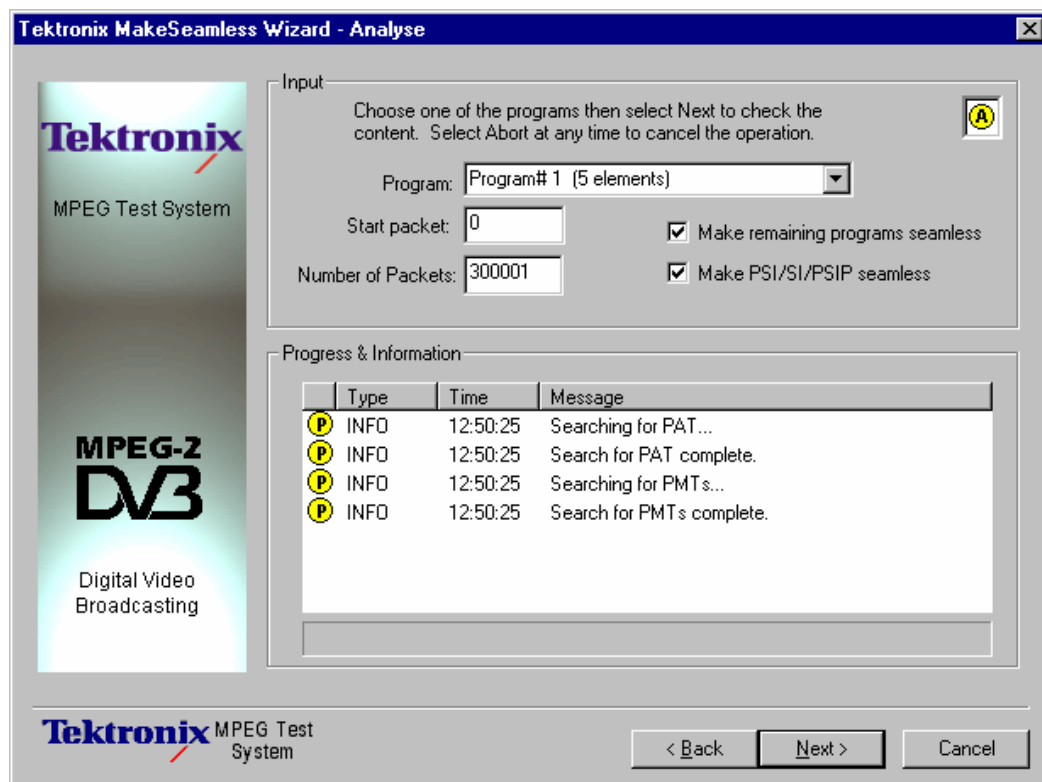 Tektronix MakeSeamless Wizard - Analyse
Tektronix
MPEG Test System
MPEG-2
DVB
Digital Video
Broadcasting
Input
Choose one of the programs then select Next to check the
content. Select Abort at any time to cancel the operation.
A
Program: Program# 1 (5 elements)
Start packet: 0
Make remaining programs seamless
Number of Packets: 300001
Make PSI/SI/PSIP seamless
Progress & Information
Type Time Message
P INFO 12:50:25 Searching for PAT...
P INFO 12:50:25 Search for PAT complete.
P INFO 12:50:25 Searching for PMTs...
P INFO 12:50:25 Search for PMTs complete.
Tektronix MPEG Test
System
< Back Next > Cancel